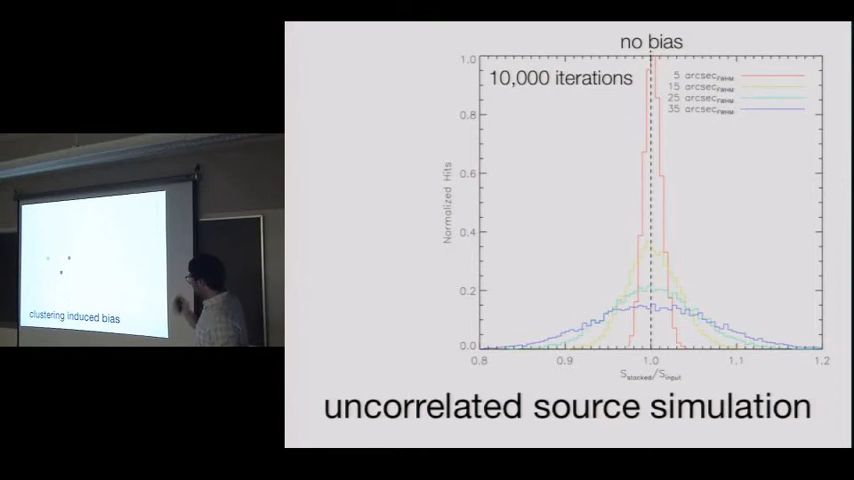 clustering induced bias
no bias
10,000 iterations
5 arcsecFWHM
15 arcsecFWHM
25 arcsecFWHM
35 arcsecFWHM
Normalized Hits
1.0
0.8
0.6
0.4
0.2
0.0
0.8 0.9 1.0 1.1 1.2
Sstacked/Sinput
uncorrelated source simulation